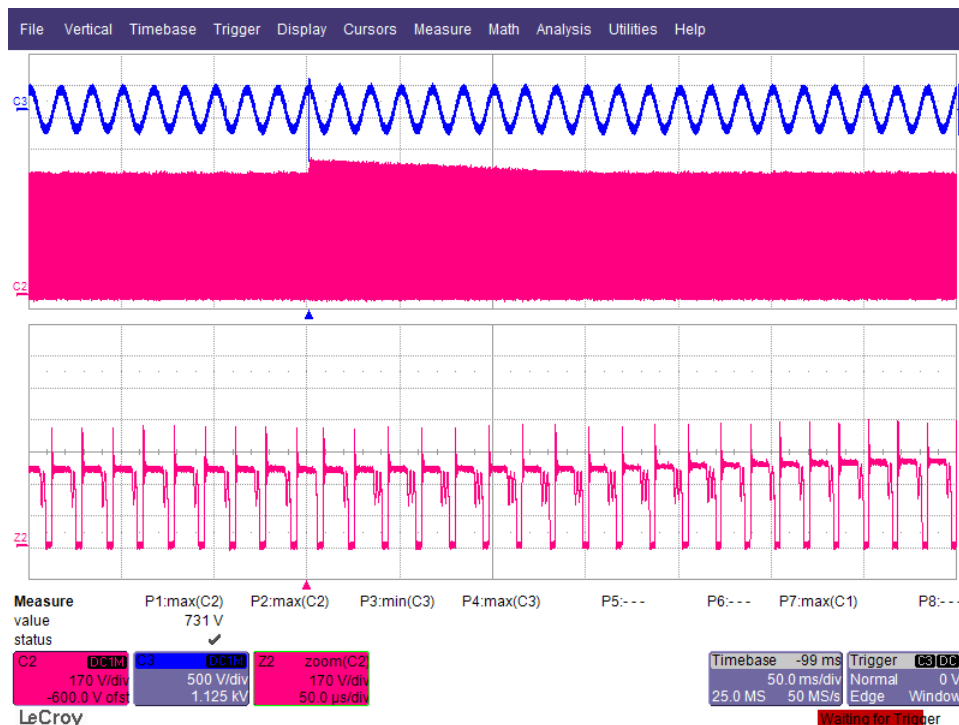 File Vertical Timebase Trigger Display Cursors Measure Math Analysis Utilities Help
C3
C2
Z2
Measure P1:max(C2) P2:max(C2) P3:min(C3) P4:max(C3) P5:- - - P6:- - - P7:max(C1) P8:- -
value 731 V
status ✔
C2 DC1M C3 DC1M Z2 zoom(C2) Timebase -99 ms Trigger C3 DC
170 V/div 500 V/div 170 V/div 50.0 ms/div Normal 0 V
-600.0 V ofst 1.125 kV 50.0 µs/div 25.0 MS 50 MS/s Edge Window
LeCroy Waiting for Trigger